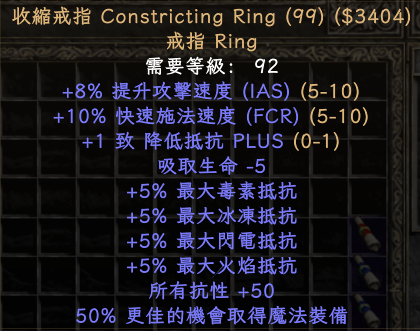 收縮戒指 Constricting Ring (99) ($3404)
戒指 Ring
需要等級: 92
+8% 提升攻擊速度 (IAS) (5-10)
+10% 快速施法速度 (FCR) (5-10)
+1 致 降低抵抗 PLUS (0-1)
吸取生命 -5
+5% 最大毒素抵抗
+5% 最大冰凍抵抗
+5% 最大閃電抵抗
+5% 最大火焰抵抗
所有抗性 +50
50% 更佳的機會取得魔法裝備